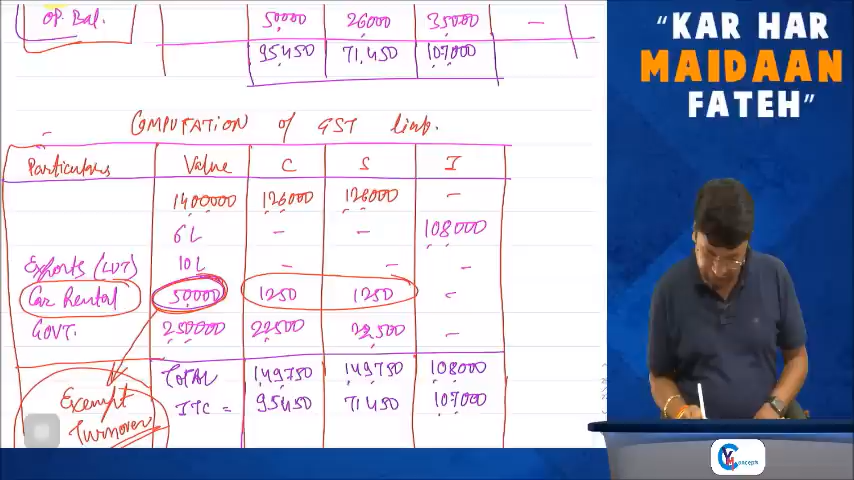 OP. Bal. 50000 26000 35000 -
95450 71,450 107000
COMPUTATION of GST Liab.
Particulars Value C S I
1400000 126000 126000 -
6L - - 108000
Exports (LUT) 10L - - -
Car Rental 50000 1250 1250 -
GOVT. 250000 22500 22500 -
TOTAL 149750 149750 108000
ITC = 95450 71450 107000
Exempt
Turnover
"KAR HAR
MAIDAAN
FATEH"